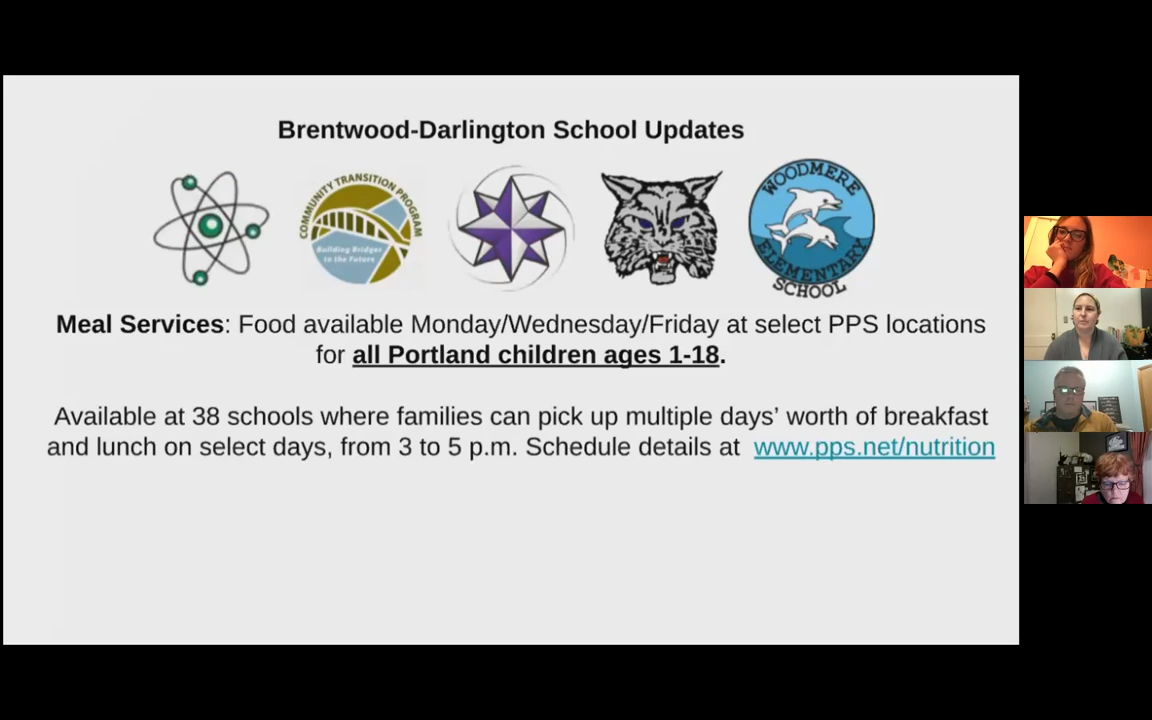 Brentwood-Darlington School Updates
COMMUNITY TRANSITION PROGRAM
Building Bridges
to the Future
WOODMERE
ELEMENTARY
SCHOOL
Meal Services: Food available Monday/Wednesday/Friday at select PPS locations
for all Portland children ages 1-18.
Available at 38 schools where families can pick up multiple days’ worth of breakfast
and lunch on select days, from 3 to 5 p.m. Schedule details at www.pps.net/nutrition